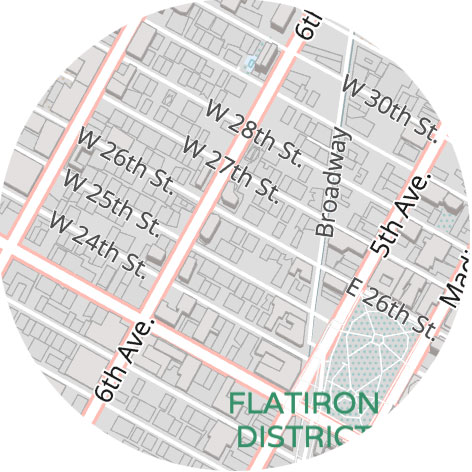 6th
W 30th St.
W 28th St.
W 27th St.
W 26th St.
Broadway
W 25th St.
5th Ave.
W 24th St.
Madi
E 26th St.
6th Ave.
FLATIRON
DISTRICT